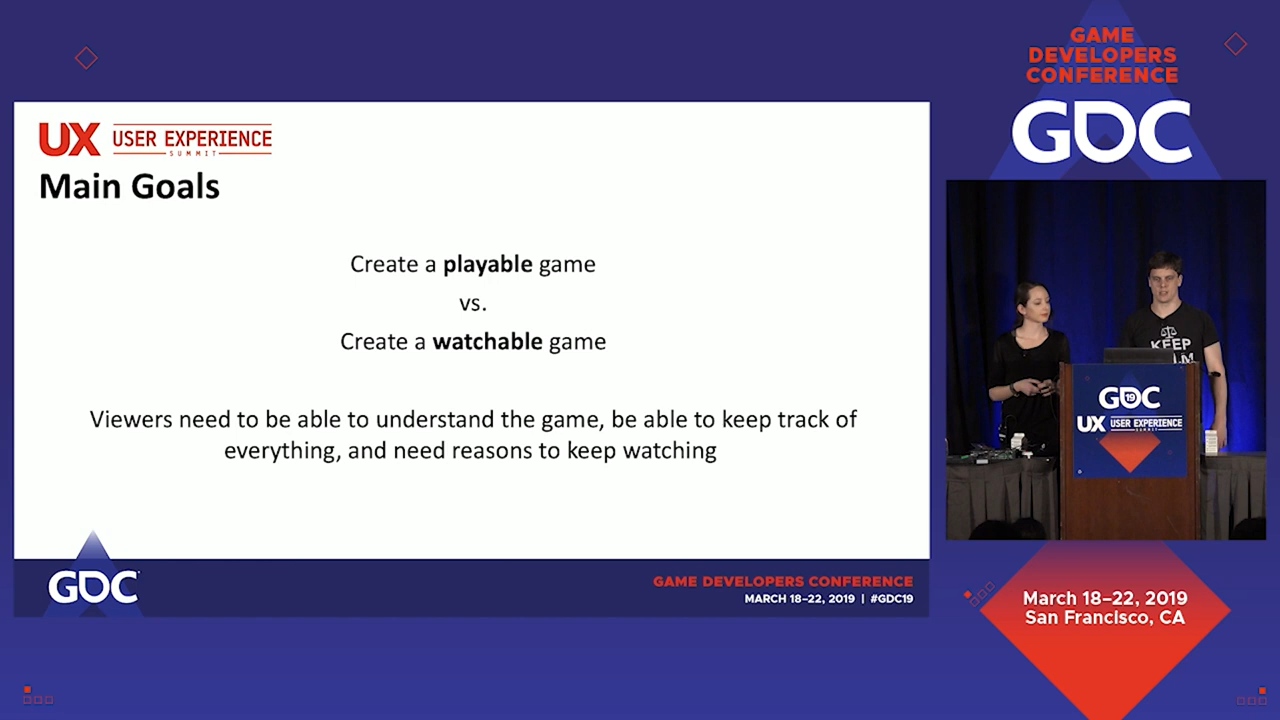 GAME
DEVELOPERS
CONFERENCE
GDC
UX USER EXPERIENCE
SUMMIT
Main Goals
Create a playable game
vs.
Create a watchable game
Viewers need to be able to understand the game, be able to keep track of
everything, and need reasons to keep watching
GDC
GAME DEVELOPERS CONFERENCE
MARCH 18–22, 2019 | #GDC19
KEEP
GDC
19
UX USER EXPERIENCE
SUMMIT
March 18–22, 2019
San Francisco, CA